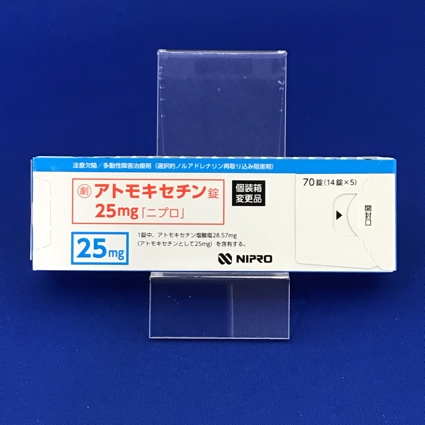 注意欠陥／多動性障害治療剤（選択的ノルアドレナリン再取り込み阻害剤）
劇 アトモキセチン錠
25mg「ニプロ」
個装箱
変更品
70錠（14錠×5）
開封口
25mg
1錠中、アトモキセチン塩酸塩28.57mg
（アトモキセチンとして25mg）を含有する。
NIPRO